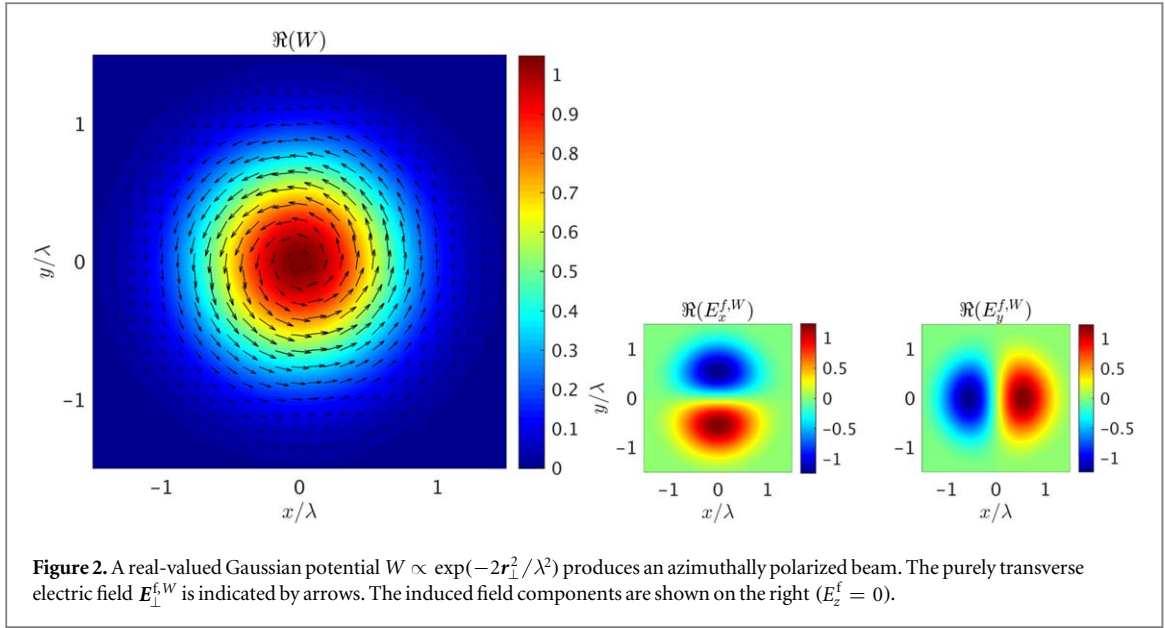 ℜ(W)
1
0.9
0.8
0.7
0.6
0.5
0.4
0.3
0.2
0.1
0
1
0
−1
y/λ
−1 0 1
x/λ
ℜ(E_x^{f,W})
1
0
−1
y/λ
−1 0 1
x/λ
1
0.5
0
−0.5
−1
ℜ(E_y^{f,W})
1
0
−1
−1 0 1
x/λ
1
0.5
0
−0.5
−1
Figure 2. A real-valued Gaussian potential W ∝ exp(−2r_⊥^2/λ^2) produces an azimuthally polarized beam. The purely transverse
electric field E_⊥^{f,W} is indicated by arrows. The induced field components are shown on the right (E_z^f = 0).